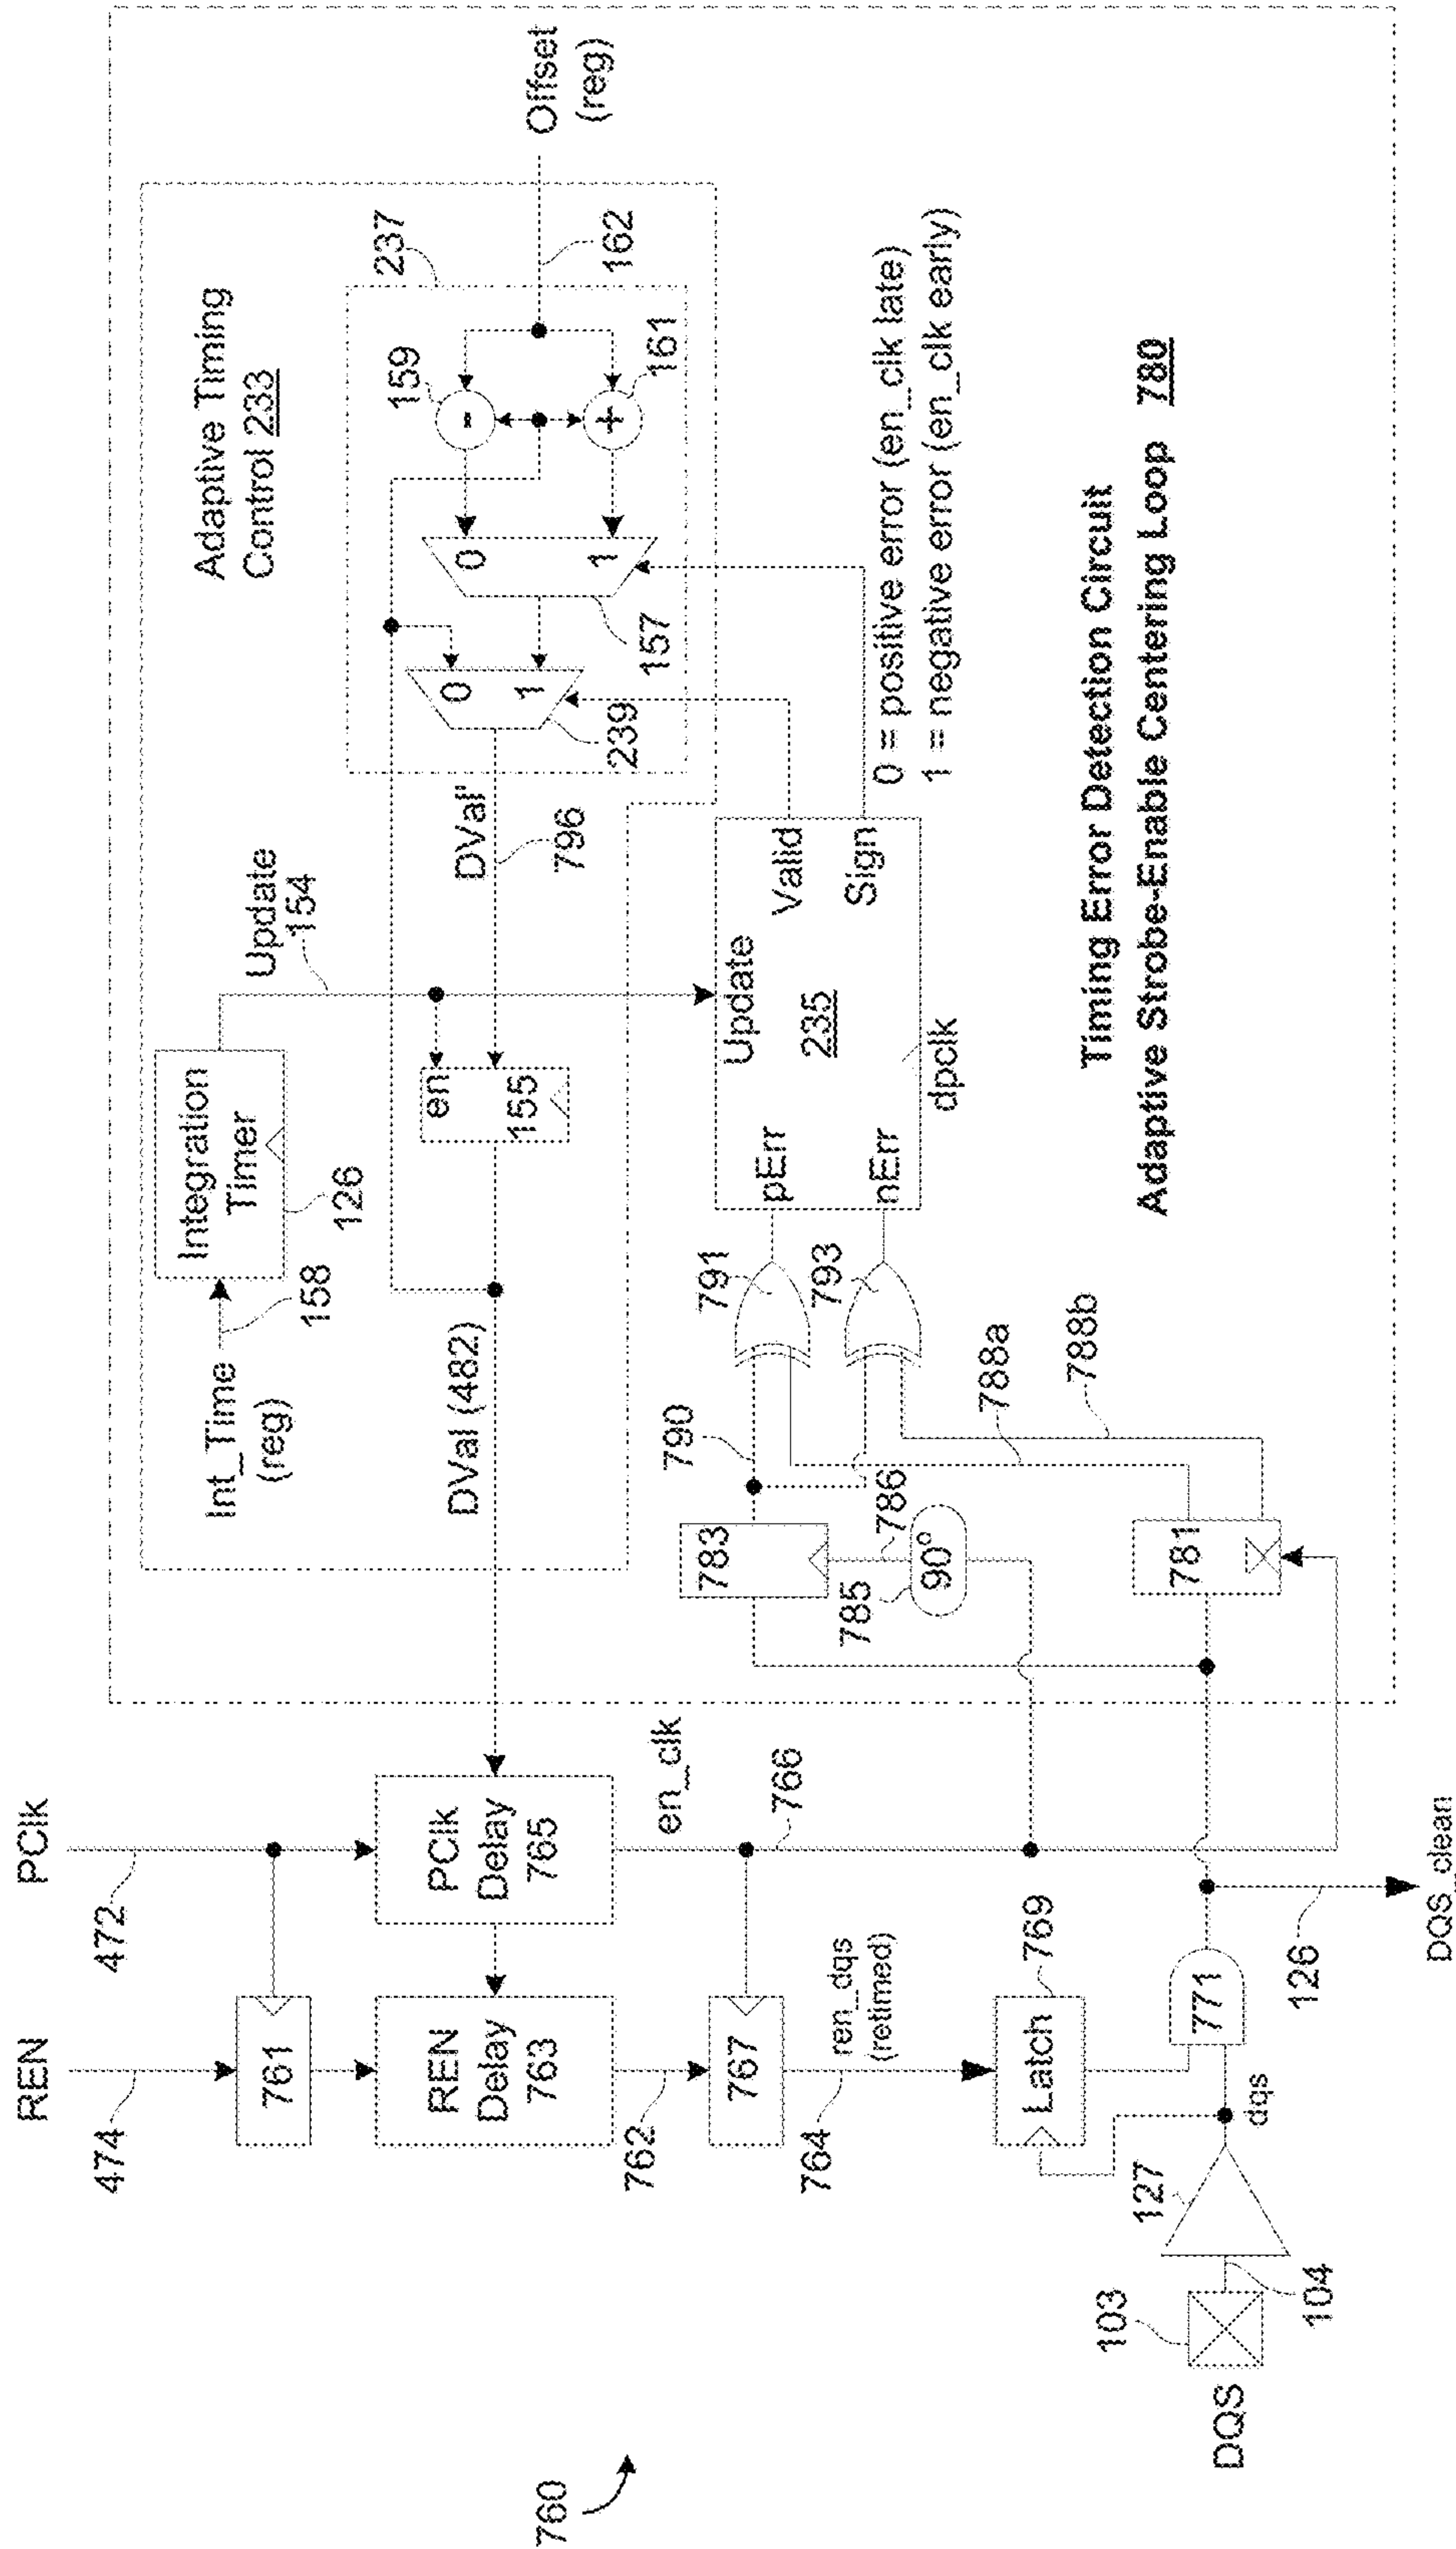 760
REN
474
PClk
472
761
REN
Delay
763
PClk
Delay
765
762
767
en_clk
766
ren_dqs
(retimed)
764
Latch
769
DQS
103
104
127
dqs
771
126
DQS_clean
Adaptive Timing
Control 233
Int_Time
(reg)
158
Integration
Timer
126
Update
154
DVal (482)
en
155
DVal'
796
237
239
0
1
157
0
1
159
-
161
+
162
Offset
(reg)
783
790
785
786
90°
781
788a
788b
791
793
pErr
nErr
Update
235
dpclk
Valid
Sign
0 = positive error (en_clk late)
1 = negative error (en_clk early)
Timing Error Detection Circuit
Adaptive Strobe-Enable Centering Loop 780